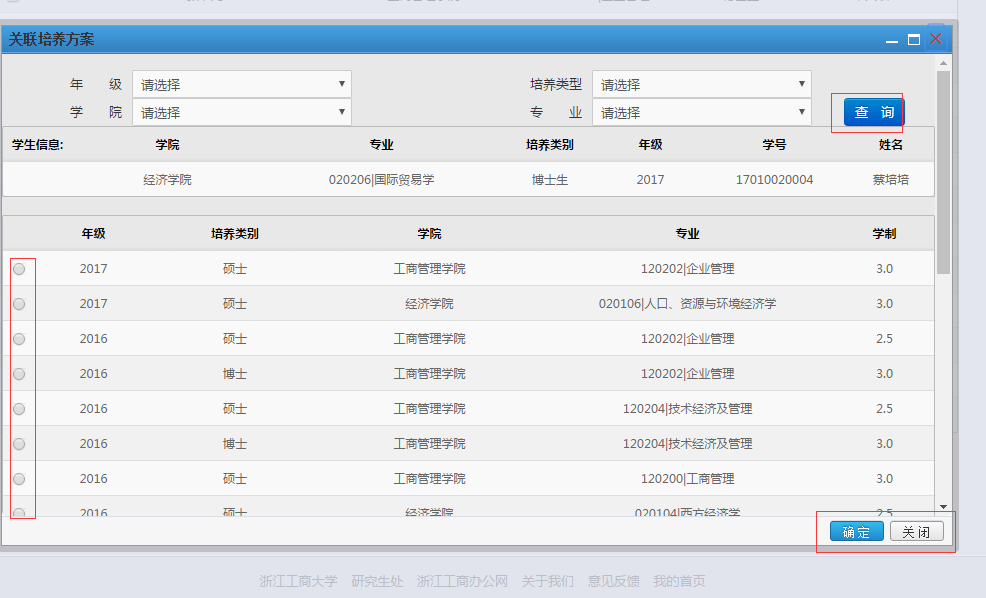 关联培养方案
年 级 请选择 培养类型 请选择
学 院 请选择 专 业 请选择 查 询
学生信息: 学院 专业 培养类别 年级 学号 姓名
经济学院 020206|国际贸易学 博士生 2017 17010020004 蔡培培
年级 培养类别 学院 专业 学制
2017 硕士 工商管理学院 120202|企业管理 3.0
2017 硕士 经济学院 020106|人口、资源与环境经济学 3.0
2016 硕士 工商管理学院 120202|企业管理 2.5
2016 博士 工商管理学院 120202|企业管理 3.0
2016 硕士 工商管理学院 120204|技术经济及管理 2.5
2016 博士 工商管理学院 120204|技术经济及管理 3.0
2016 硕士 工商管理学院 120200|工商管理 3.0
2016 硕士 经济学院 020104|西方经济学 2.5
确定 关闭
浙江工商大学 研究生处 浙江工商办公网 关于我们 意见反馈 我的首页